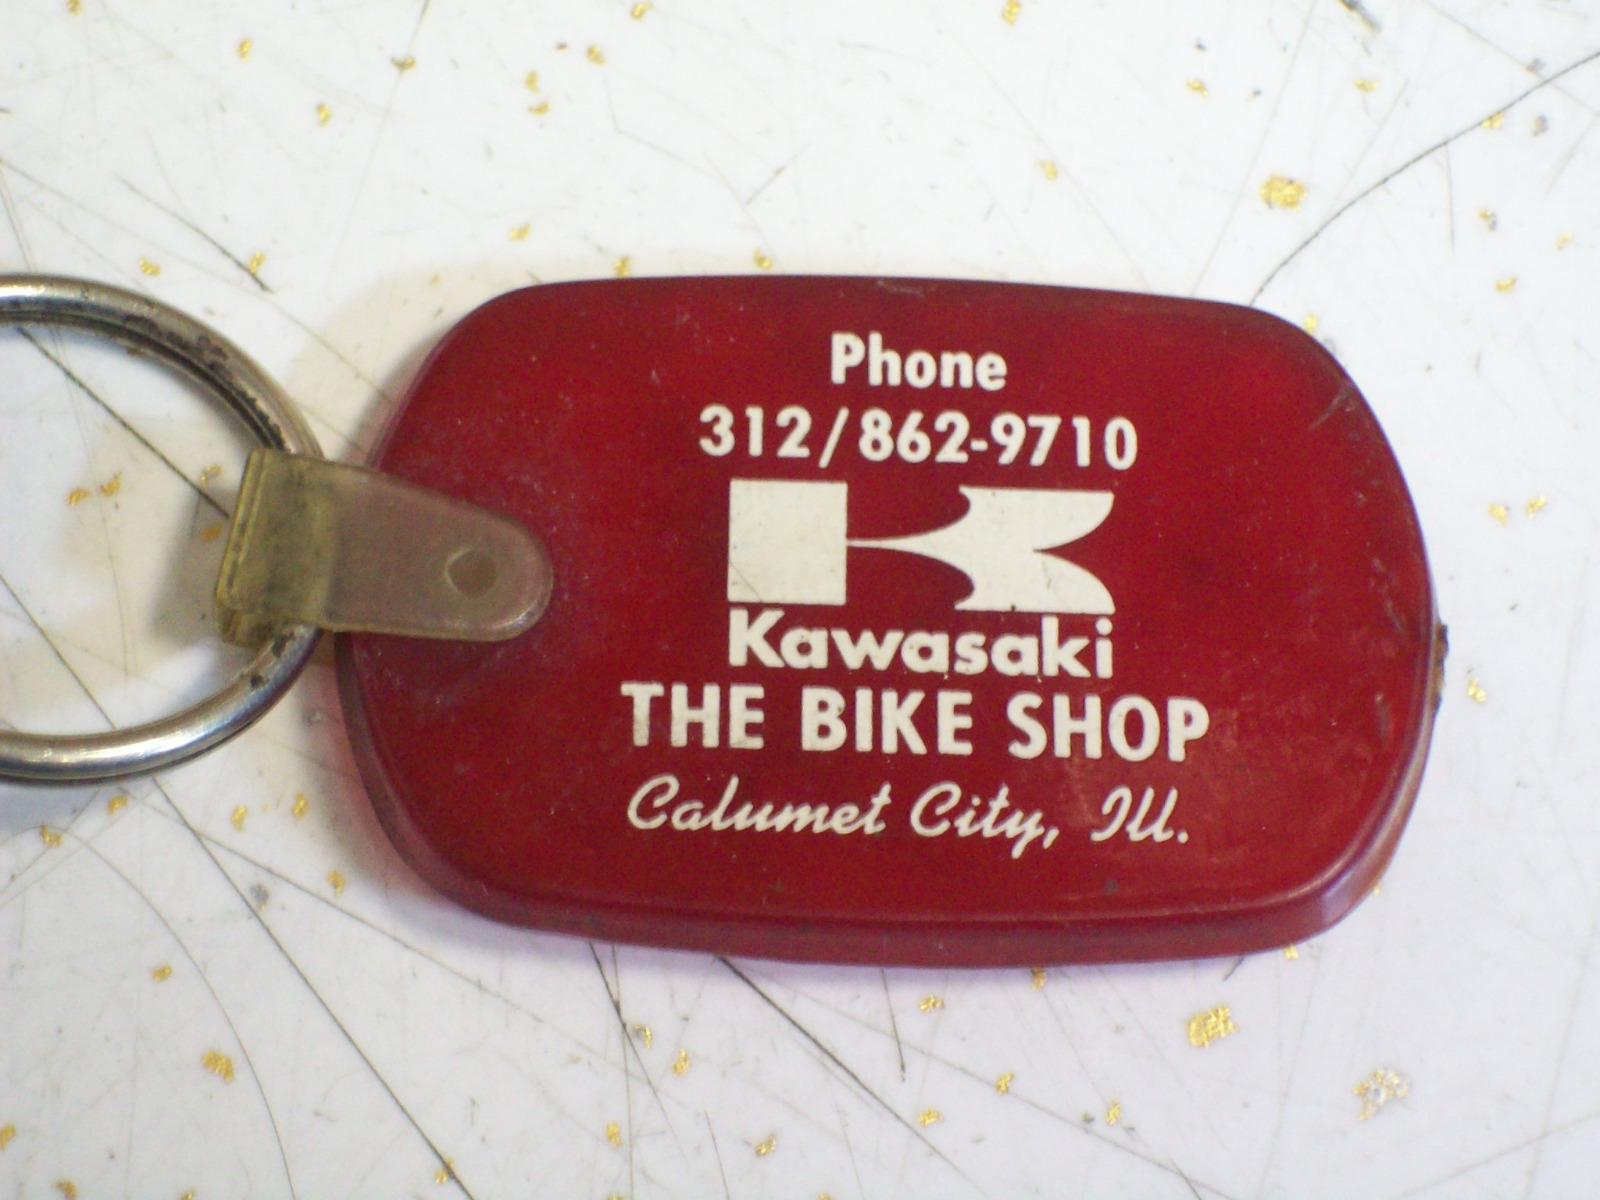 Phone
312/862-9710
Kawasaki
THE BIKE SHOP
Calumet City, Ill.